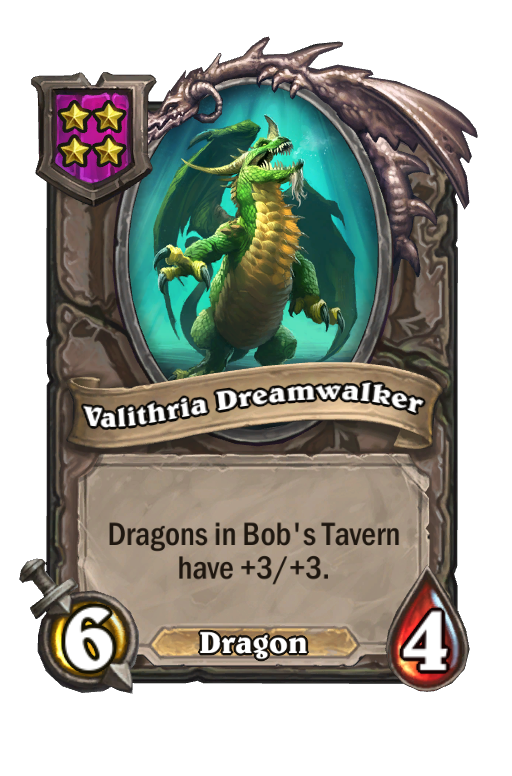 Valithria Dreamwalker
Dragons in Bob's Tavern
have +3/+3.
6
Dragon
4